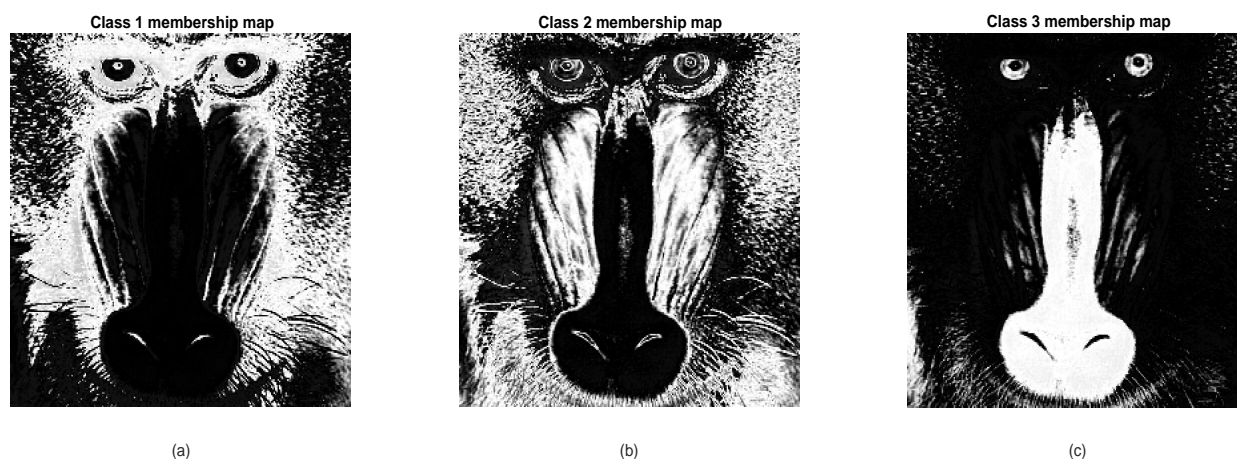 Class 1 membership map
Class 2 membership map
Class 3 membership map
(a)
(b)
(c)